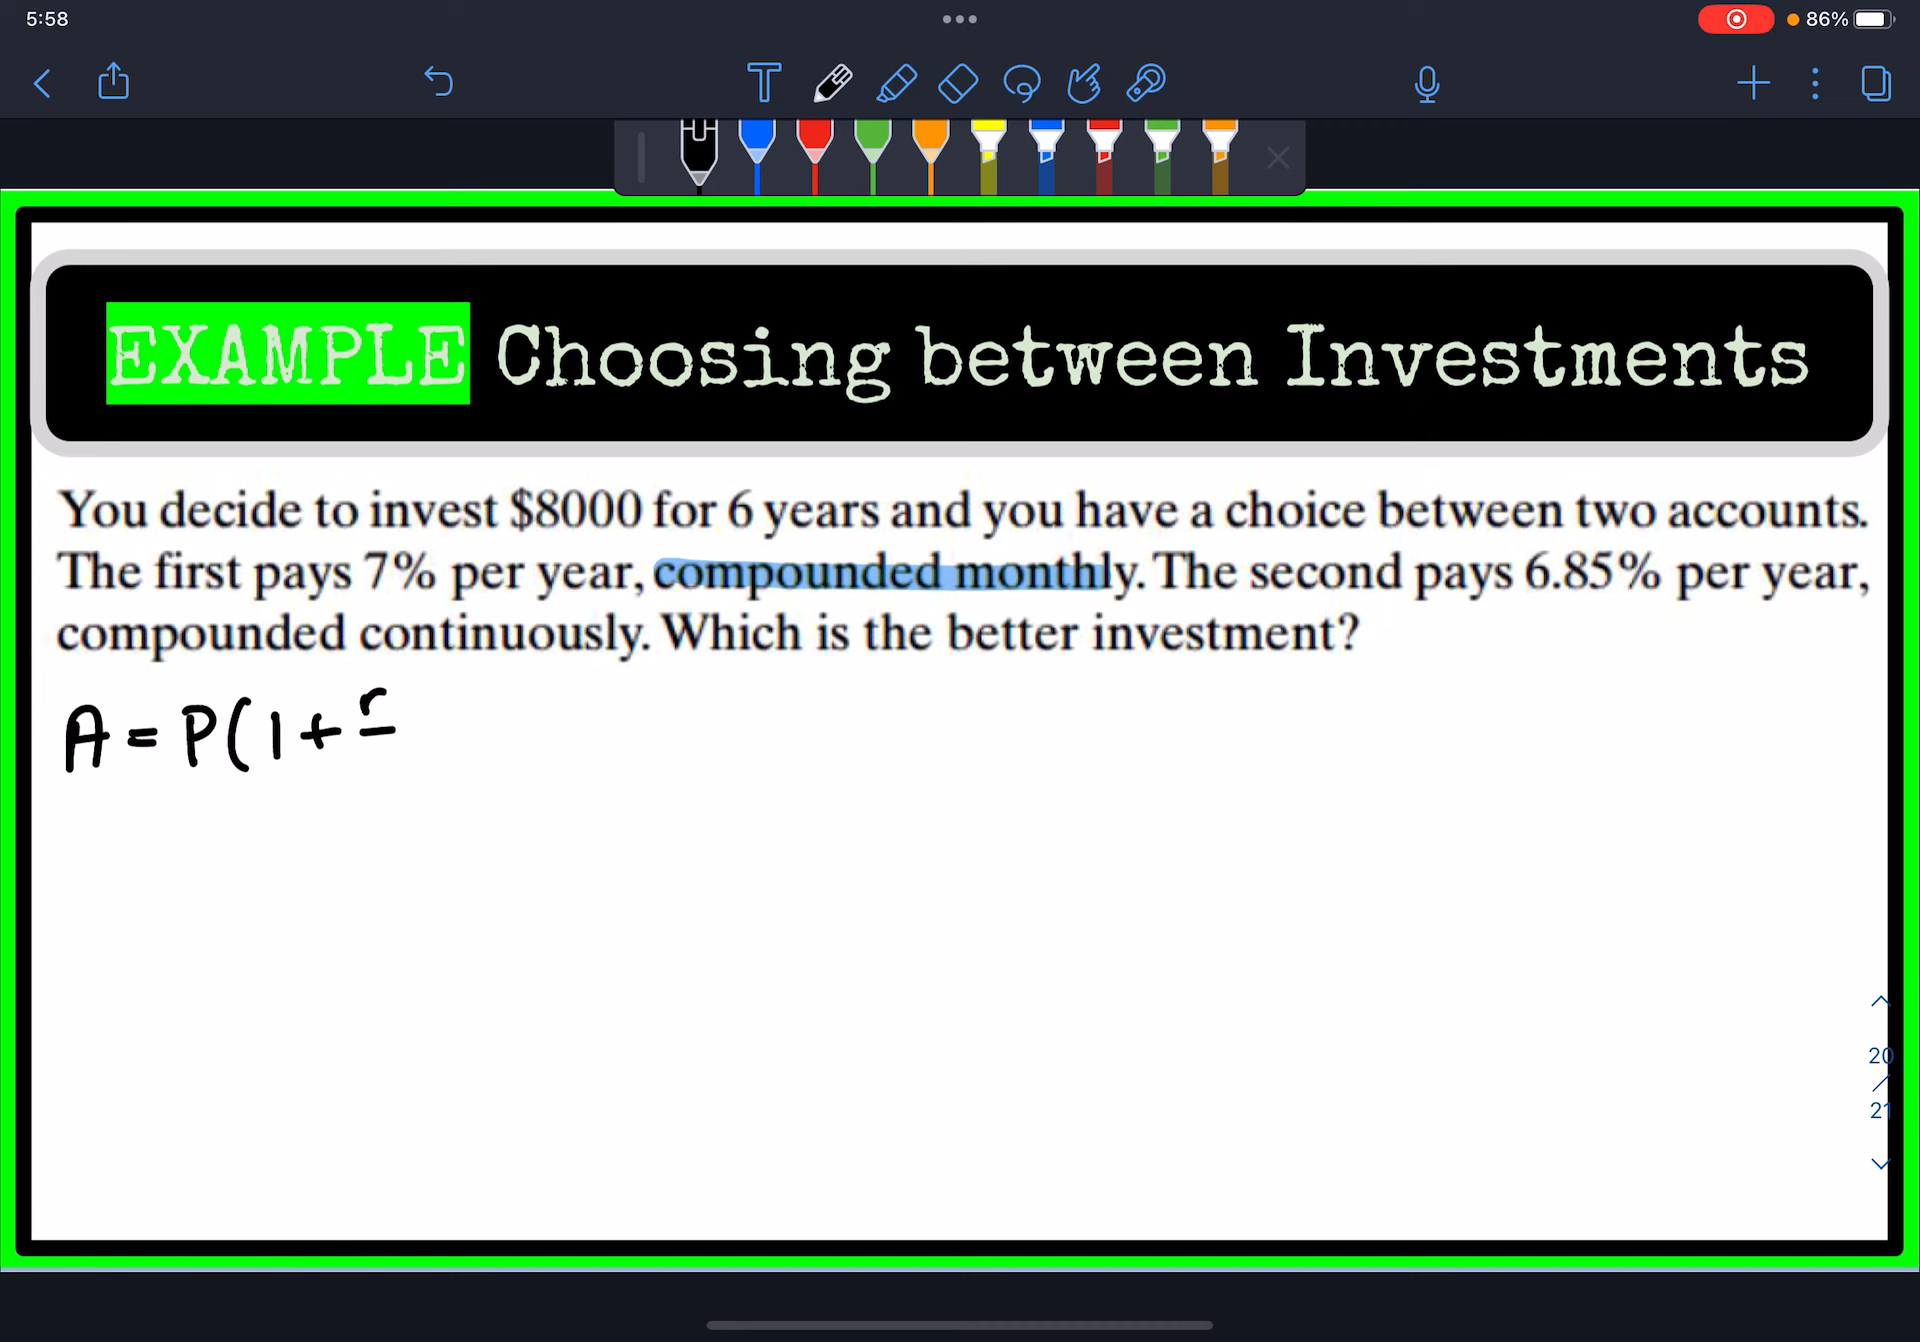 5:58
86%
T
EXAMPLE Choosing between Investments
You decide to invest $8000 for 6 years and you have a choice between two accounts.
The first pays 7% per year, compounded monthly. The second pays 6.85% per year,
compounded continuously. Which is the better investment?
A = P(1 + r
20
/
21